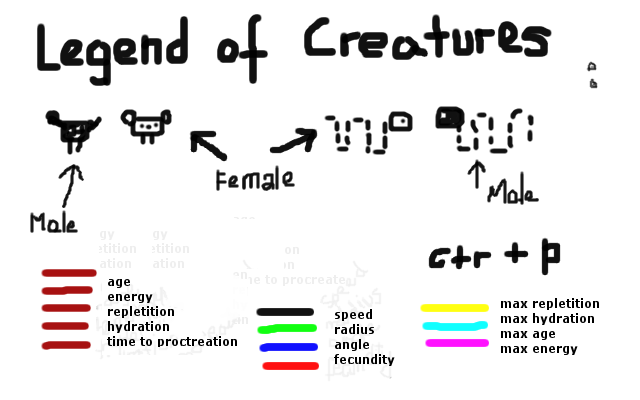 Legend of Creatures
Female
Male
Male
ctr + p
age
energy
repletition
hydration
time to proctreation
speed
radius
angle
fecundity
max repletition
max hydration
max age
max energy